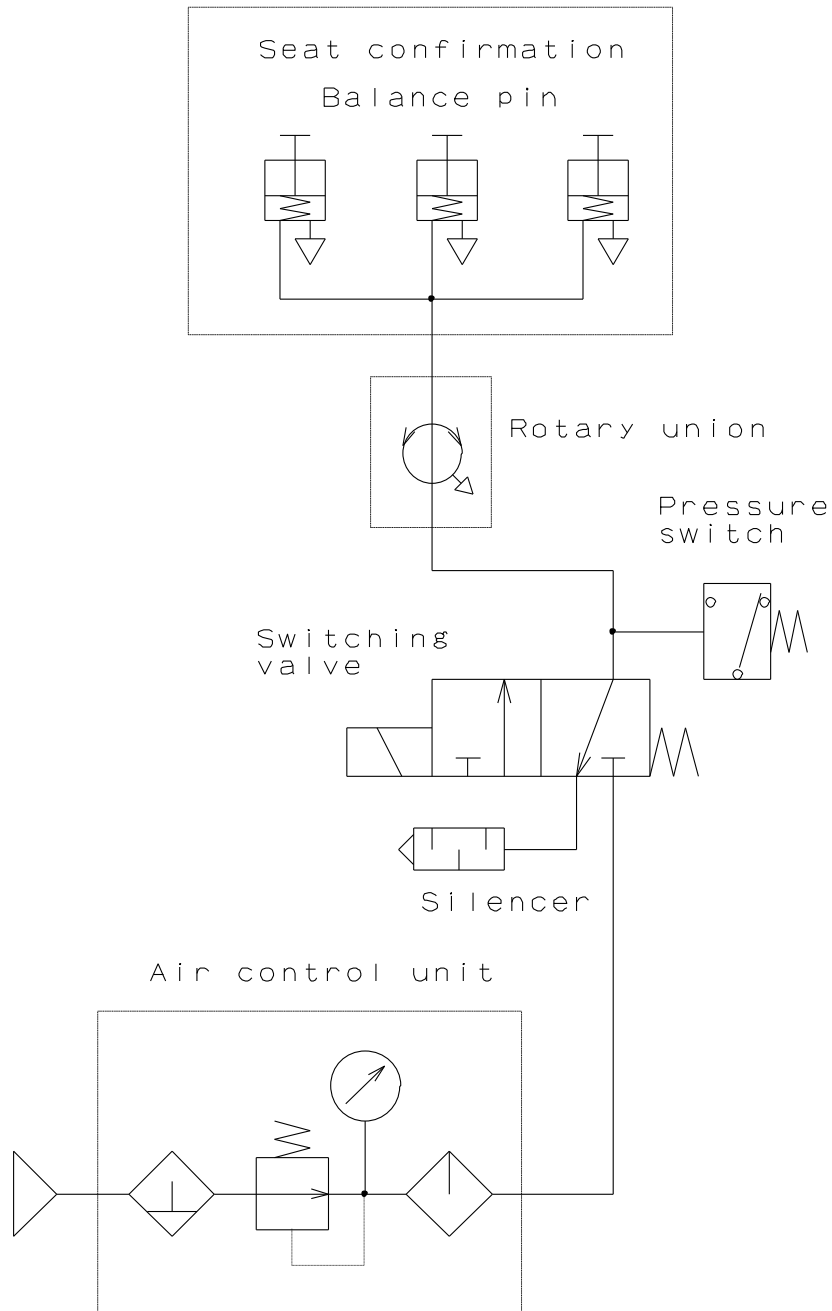 Seat confirmation
Balance pin
Rotary union
Pressure
switch
Switching
valve
Silencer
Air control unit